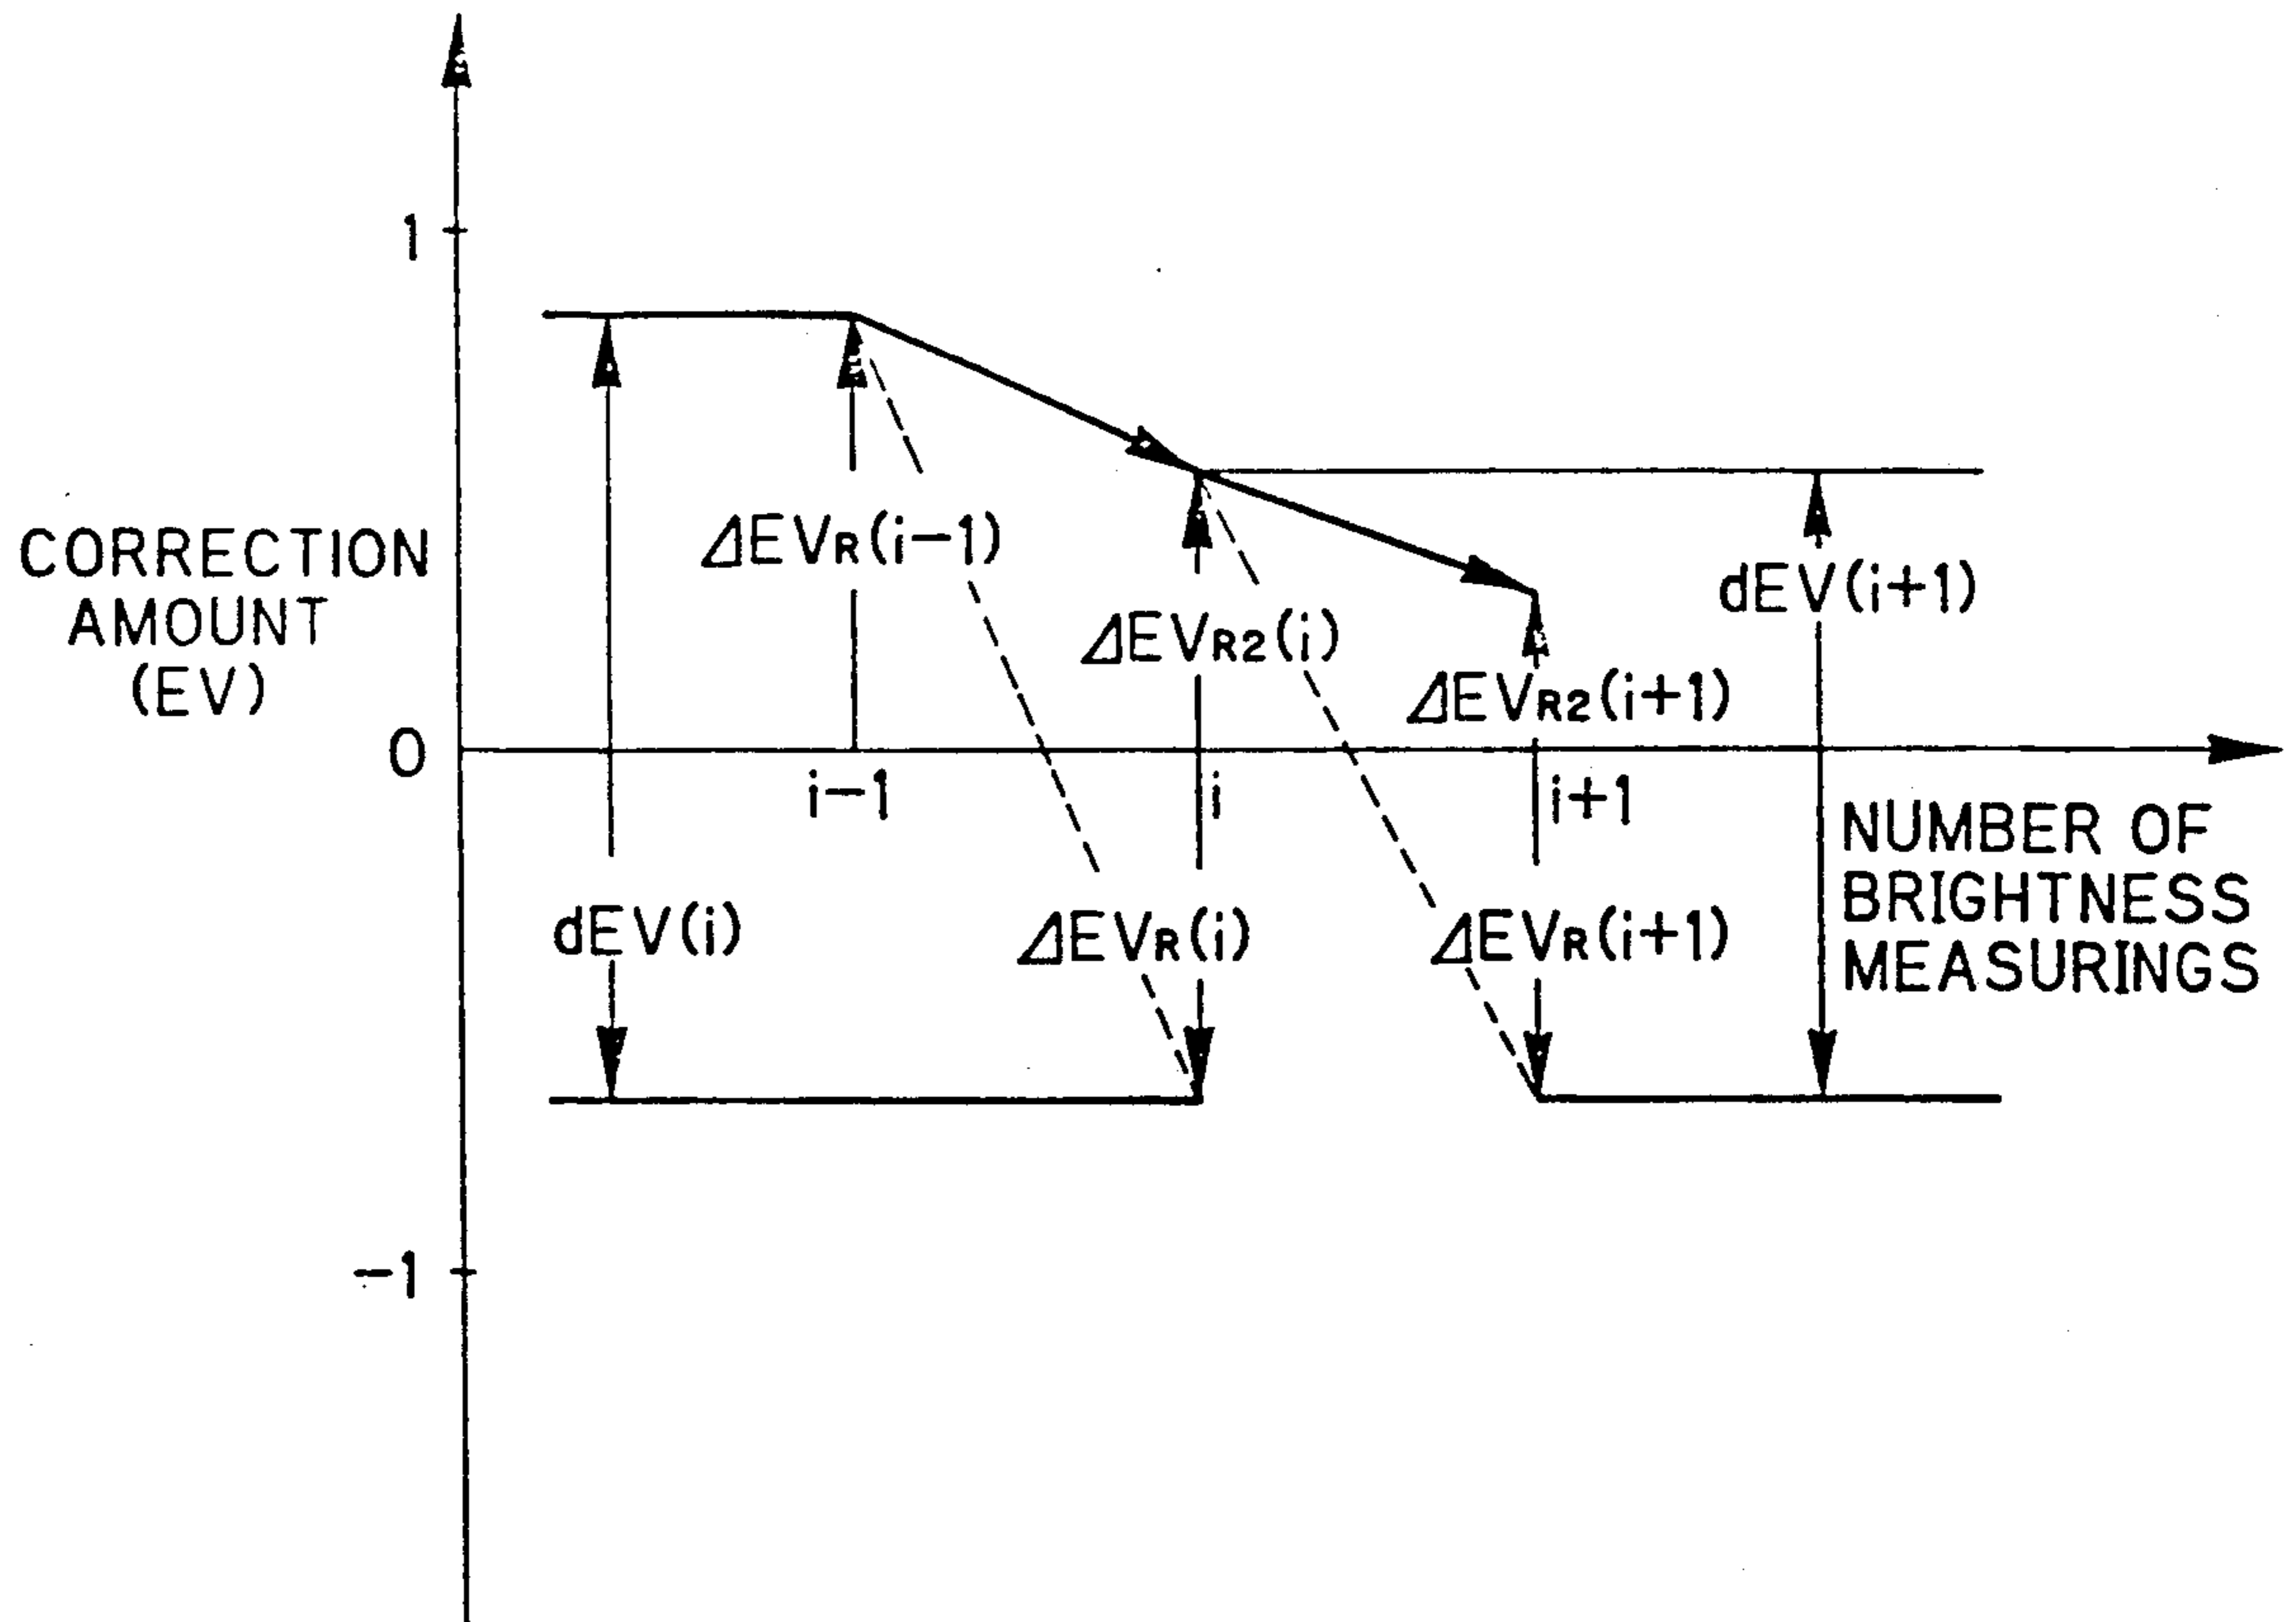 1
CORRECTION
AMOUNT
(EV)
0
-1
ΔEVR(i-1)
ΔEVR2(i)
ΔEVR2(i+1)
dEV(i+1)
i-1
i
i+1
NUMBER OF
BRIGHTNESS
MEASURINGS
dEV(i)
ΔEVR(i)
ΔEVR(i+1)